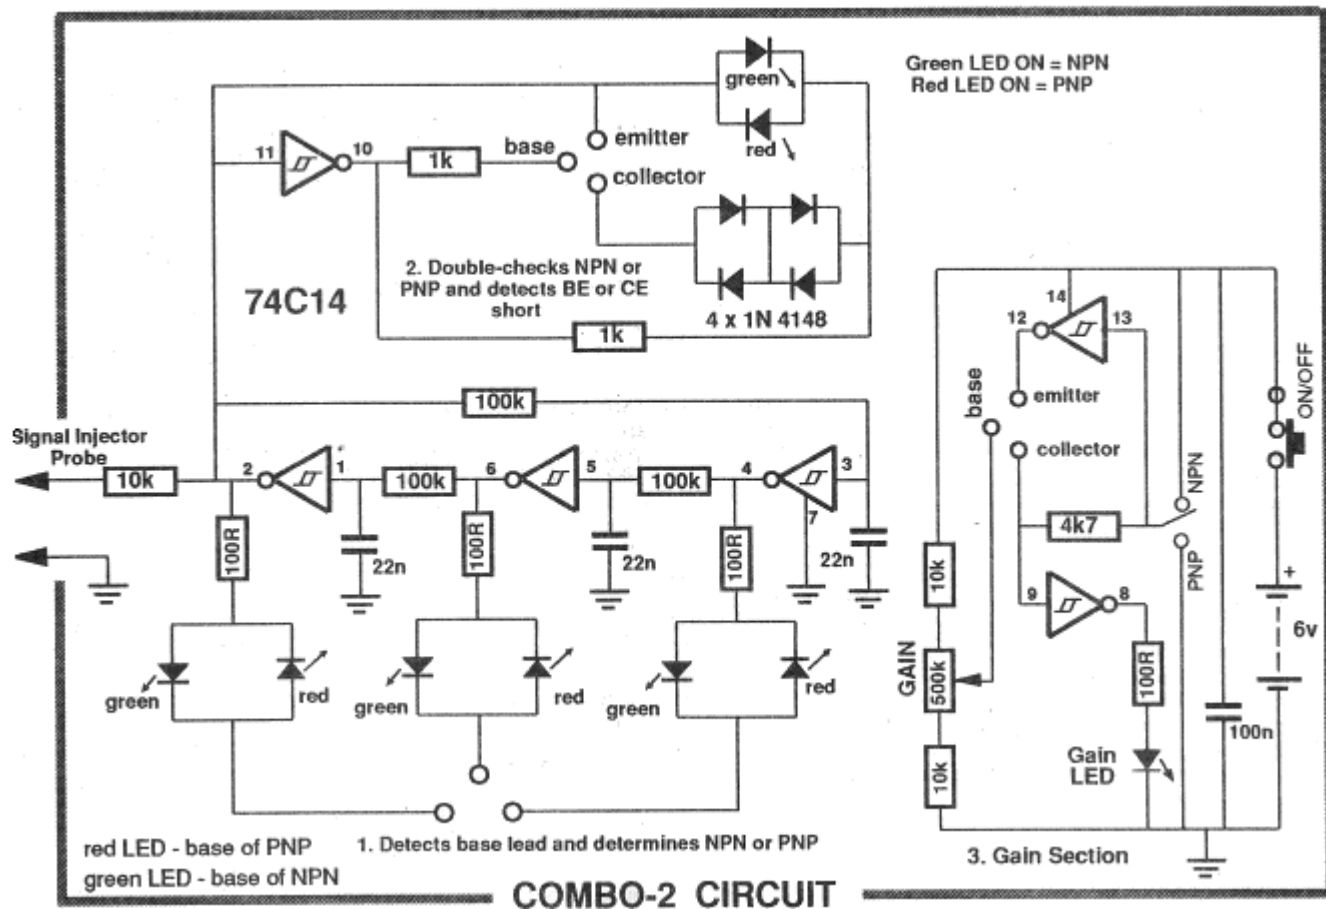 Green LED ON = NPN
Red LED ON = PNP
green
red
11
10
1k
base
emitter
collector
2. Double-checks NPN or
PNP and detects BE or CE
short
74C14
4 x 1N 4148
1k
14
12
13
base
emitter
collector
ON/OFF
100k
Signal Injector
Probe
10k
2
1
100k
6
5
100k
4
3
7
NPN
4k7
PNP
100R
22n
100R
22n
100R
22n
10k
9
8
+
6v
GAIN
500k
100R
100n
green
red
green
red
green
red
Gain
LED
10k
1. Detects base lead and determines NPN or PNP
3. Gain Section
red LED - base of PNP
green LED - base of NPN
COMBO-2 CIRCUIT